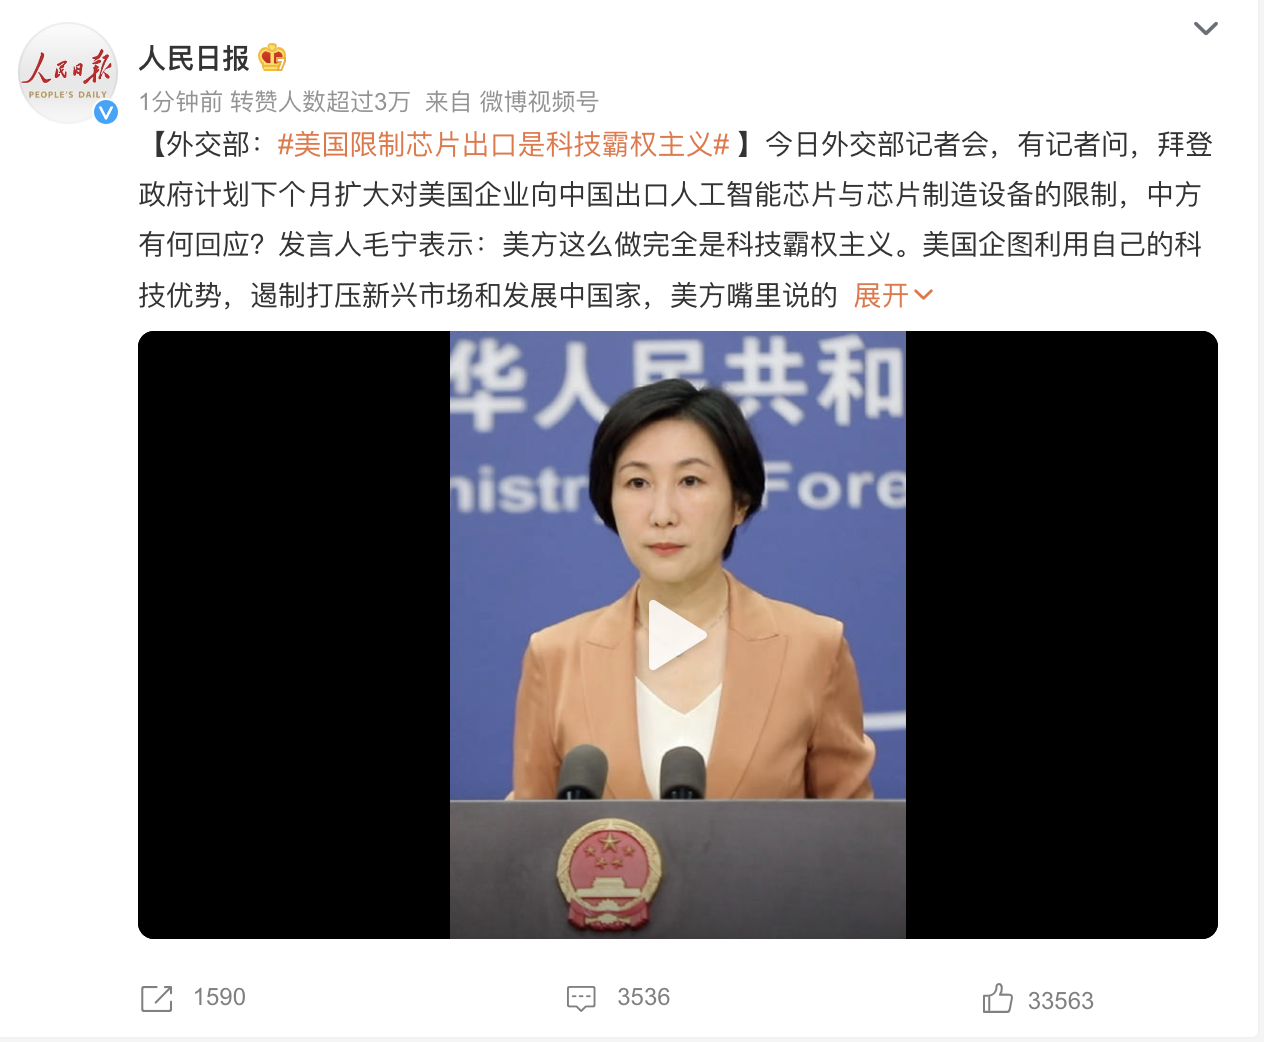 人民日报
PEOPLE'S DAILY
人民日报
1分钟前 转赞人数超过3万 来自 微博视频号
【外交部：#美国限制芯片出口是科技霸权主义#】今日外交部记者会，有记者问，拜登
政府计划下个月扩大对美国企业向中国出口人工智能芯片与芯片制造设备的限制，中方
有何回应？发言人毛宁表示：美方这么做完全是科技霸权主义。美国企图利用自己的科
技优势，遏制打压新兴市场和发展中国家，美方嘴里说的 展开
华人民共和
nistr Fore
1590
3536
33563